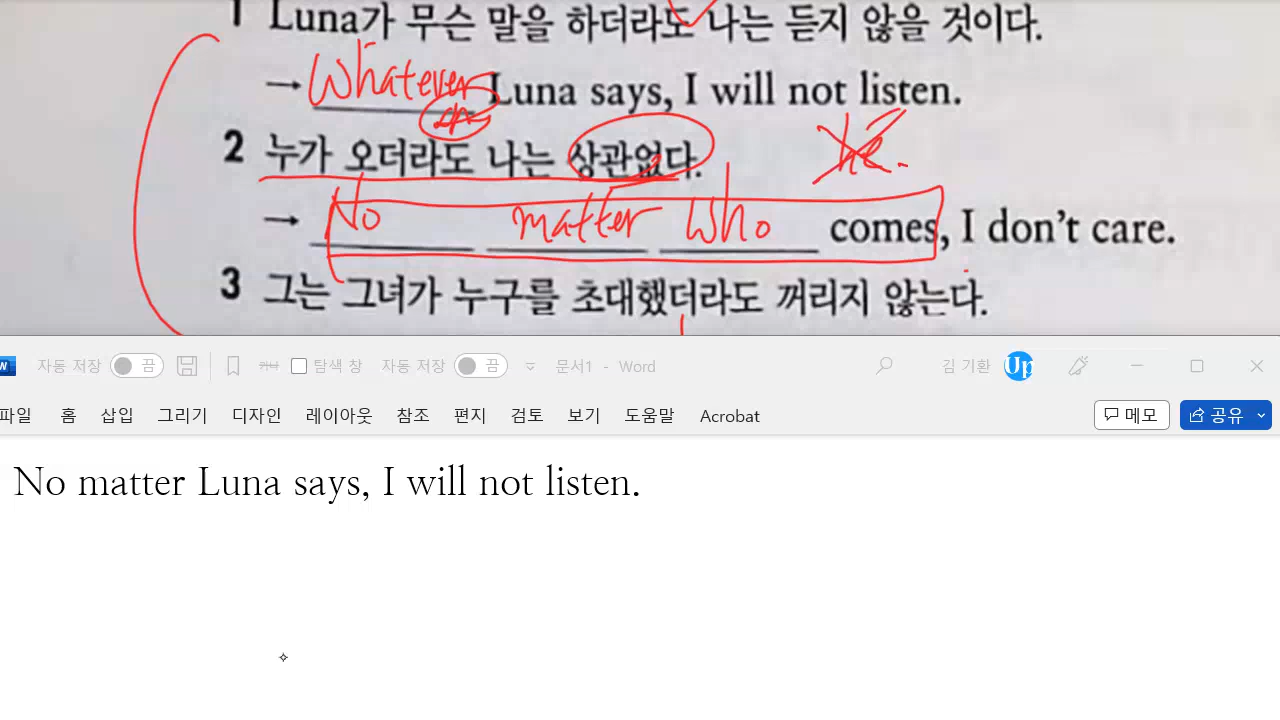 1 Luna가 무슨 말을 하더라도 나는 듣지 않을 것이다.
→ Whatever Luna says, I will not listen.
2 누가 오더라도 나는 상관없다.
he.
→ No matter who comes, I don't care.
3 그는 그녀가 누구를 초대했더라도 꺼리지 않는다.
자동 저장 끔 탐색 창 자동 저장 끔 문서1 - Word 김 기환 Up
파일 홈 삽입 그리기 디자인 레이아웃 참조 편지 검토 보기 도움말 Acrobat 메모 공유
No matter Luna says, I will not listen.